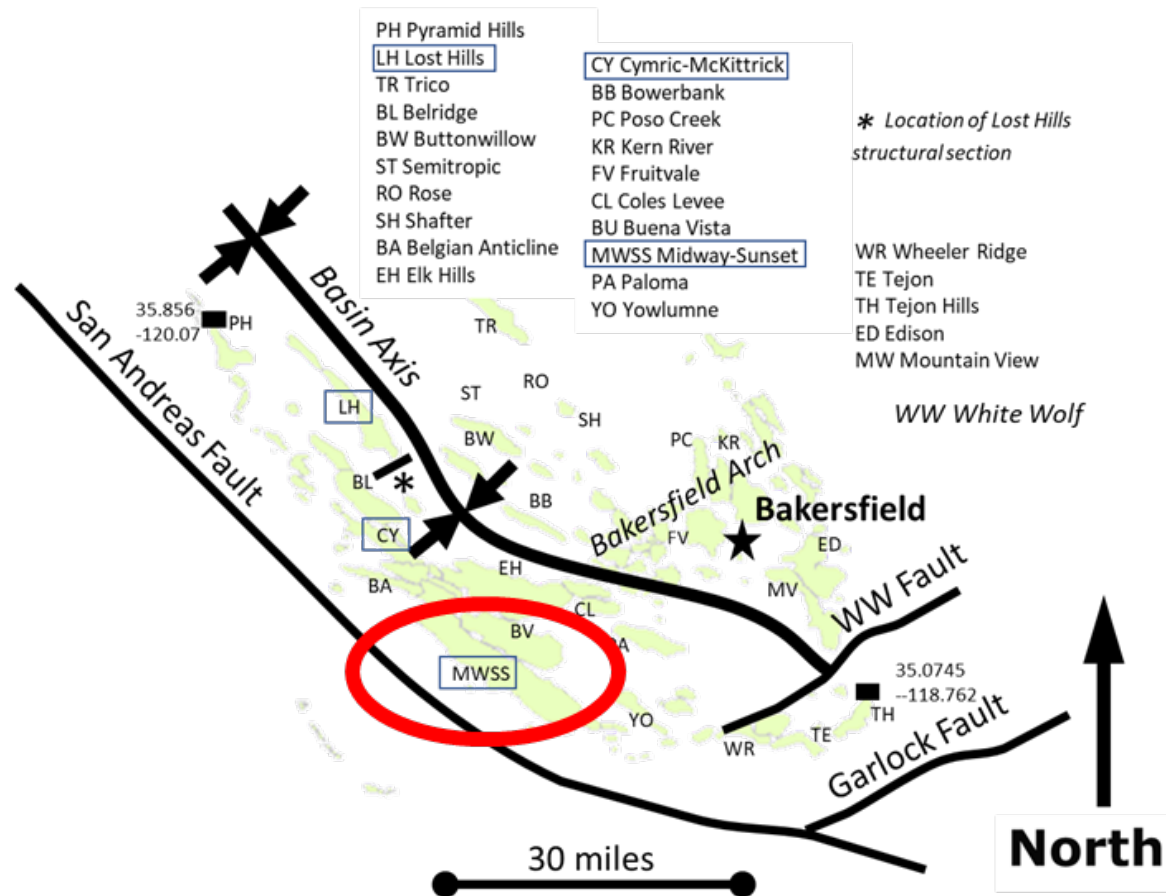 PH Pyramid Hills
LH Lost Hills
TR Trico
BL Belridge
BW Buttonwillow
ST Semitropic
RO Rose
SH Shafter
BA Belgian Anticline
EH Elk Hills
CY Cymric-McKittrick
BB Bowerbank
PC Poso Creek
KR Kern River
FV Fruitvale
CL Coles Levee
BU Buena Vista
MWSS Midway-Sunset
PA Paloma
YO Yowlumne
* Location of Lost Hills
structural section
WR Wheeler Ridge
TE Tejon
TH Tejon Hills
ED Edison
MW Mountain View
WW White Wolf
35.856
-120.07
PH
San Andreas Fault
Basin Axis
TR
LH
ST
RO
SH
BW
PC
KR
BL
*
BB
Bakersfield Arch
Bakersfield
CY
FV
ED
BA
EH
MV
CL
WW Fault
BV
PA
MWSS
35.0745
--118.762
TH
YO
WR
TE
Garlock Fault
30 miles
North